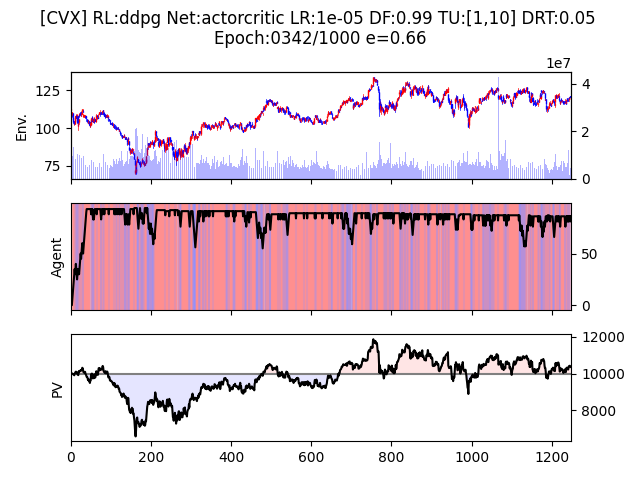 [CVX] RL:ddpg Net:actorcritic LR:1e-05 DF:0.99 TU:[1,10] DRT:0.05
Epoch:0342/1000 e=0.66
1e7
125
100
75
Env.
4
2
0
Agent
50
0
PV
12000
10000
8000
0 200 400 600 800 1000 1200